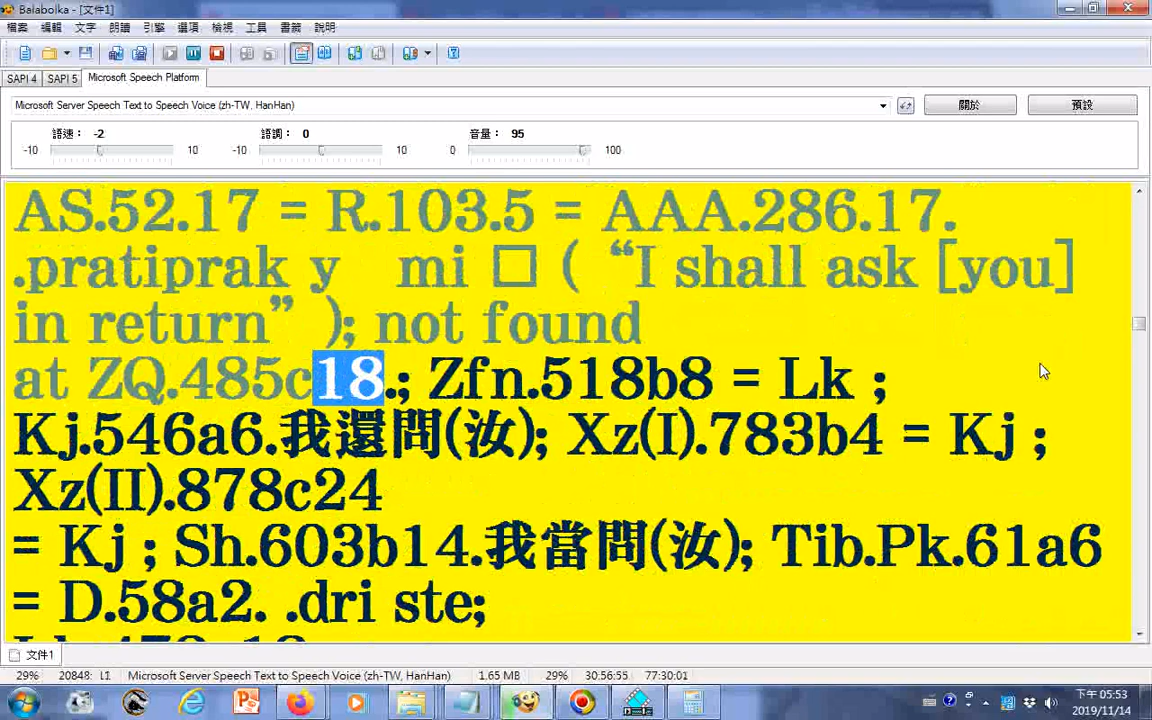 Balabolka - [文件1]
檔案 編輯 文字 朗讀 引擎 選項 檢視 工具 書籤 說明
SAPI 4 SAPI 5 Microsoft Speech Platform
Microsoft Server Speech Text to Speech Voice (zh-TW, HanHan) 關於 預設
語速： -2 語調： 0 音量： 95
-10 10 -10 10 0 100
AS.52.17 = R.103.5 = AAA.286.17.
.pratiprak y mi □ ( “I shall ask [you]
in return” ); not found
at ZQ.485c18.; Zfn.518b8 = Lk ;
Kj.546a6.我還問(汝); Xz(I).783b4 = Kj ;
Xz(II).878c24
= Kj ; Sh.603b14.我當問(汝); Tib.Pk.61a6
= D.58a2. .dri ste;
文件1
29% 20848: L1 Microsoft Server Speech Text to Speech Voice (zh-TW, HanHan) 1.65 MB 29% 30:56:55 77:30:01
下午 05:53
2019/11/14